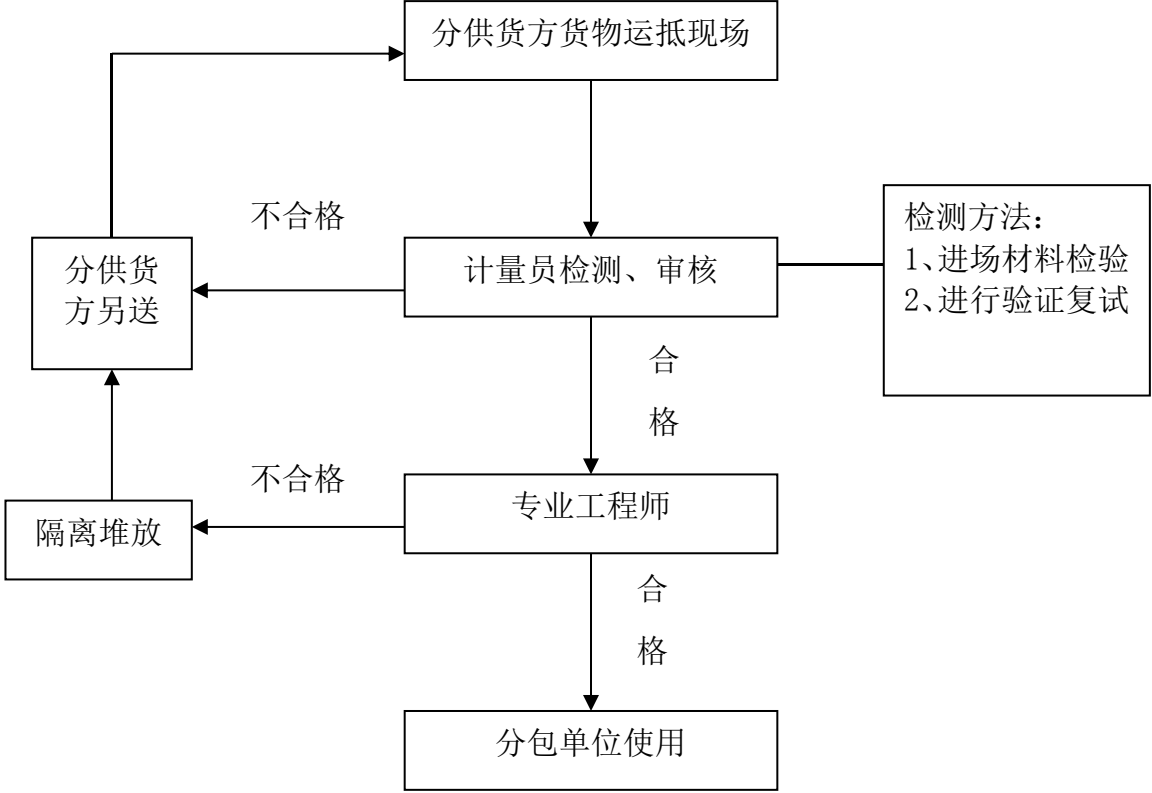 分供货方货物运抵现场
不合格
分供货
方另送
计量员检测、审核
检测方法：
1、进场材料检验
2、进行验证复试
合
格
不合格
隔离堆放
专业工程师
合
格
分包单位使用